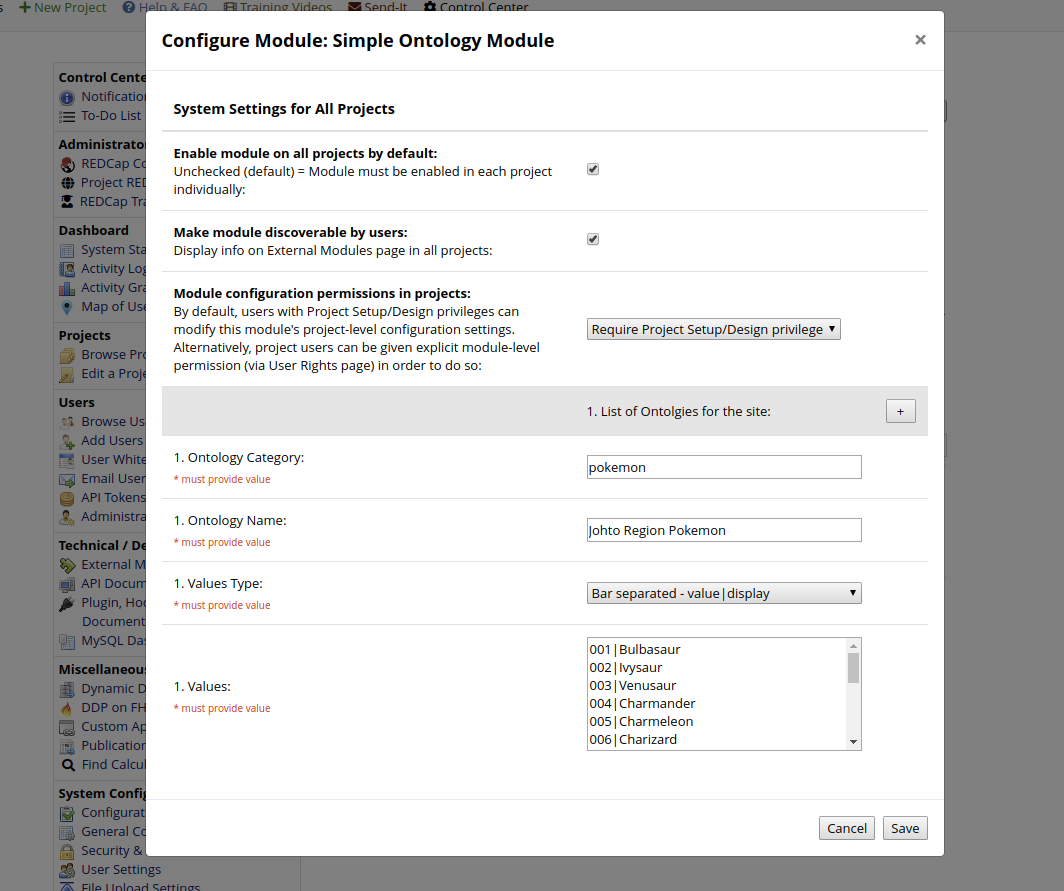 New Project
Help & FAQ
Training Videos
Send-It
Control Center
Configure Module: Simple Ontology Module
×
System Settings for All Projects
Enable module on all projects by default:
Unchecked (default) = Module must be enabled in each project
individually:
Make module discoverable by users:
Display info on External Modules page in all projects:
Module configuration permissions in projects:
By default, users with Project Setup/Design privileges can
modify this module's project-level configuration settings.
Alternatively, project users can be given explicit module-level
permission (via User Rights page) in order to do so:
Require Project Setup/Design privilege
1. List of Ontolgies for the site:
+
1. Ontology Category:
* must provide value
pokemon
1. Ontology Name:
* must provide value
Johto Region Pokemon
1. Values Type:
* must provide value
Bar separated - value|display
1. Values:
* must provide value
001|Bulbasaur
002|Ivysaur
003|Venusaur
004|Charmander
005|Charmeleon
006|Charizard
Cancel
Save
Control Cente
Notificatio
To-Do List
Administrato
REDCap Co
Project RED
REDCap Tra
Dashboard
System Sta
Activity Log
Activity Gra
Map of Use
Projects
Browse Pro
Edit a Proje
Users
Browse Us
Add Users
User White
Email User
API Tokens
Administra
Technical / De
External M
API Docum
Plugin, Hoo
Document
MySQL Das
Miscellaneous
Dynamic D
DDP on FH
Custom Ap
Publication
Find Calcul
System Config
Configurat
General Co
Security &
User Settings
File Upload Settings